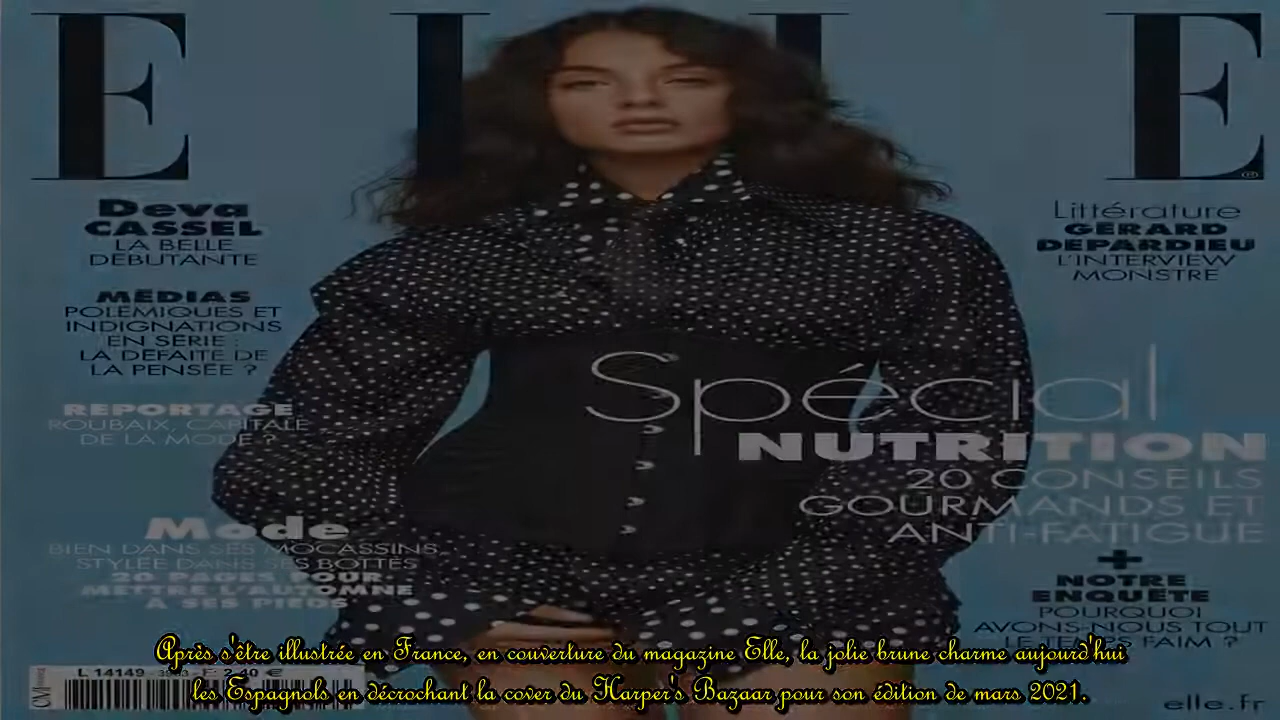 ELLE
Deva
CASSEL
LA BELLE
DÉBUTANTE
MÉDIAS
POLÉMIQUES ET
INDIGNATIONS
EN SÉRIE :
LA DÉFAITE DE
LA PENSÉE ?
REPORTAGE
ROUBAIX, CAPITALE
DE LA MODE ?
Mode
BIEN DANS SES MOCASSINS,
STYLÉE DANS SES BOTTES
20 PAGES POUR
METTRE L'AUTOMNE
À SES PIEDS
Littérature
GÉRARD
DEPARDIEU
L'INTERVIEW
MONSTRE
Spécial
NUTRITION
20 CONSEILS
GOURMANDS ET
ANTI-FATIGUE
+
NOTRE
ENQUÊTE
POURQUOI
AVONS-NOUS TOUT
LE TEMPS FAIM ?
Après s'être illustrée en France, en couverture du magazine Elle, la jolie brune charme aujourd'hui
les Espagnols en décrochant la cover du Harper's Bazaar pour son édition de mars 2021.
L 14149
elle.fr